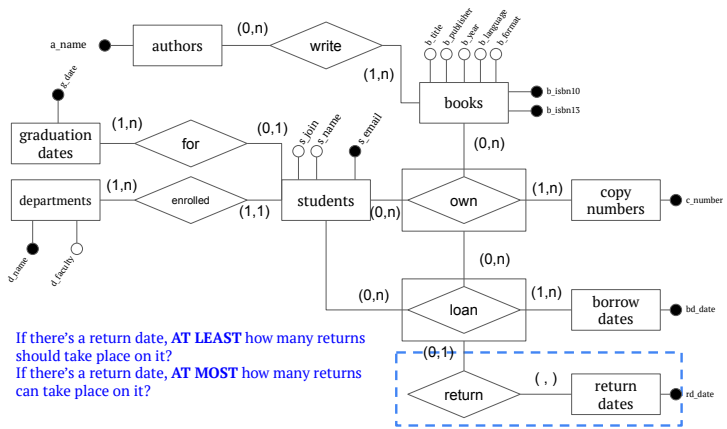 a_name
authors
(0,n)
write
(1,n)
b_title
b_publisher
b_year
b_language
b_format
books
b_isbn10
b_isbn13
(0,n)
g_date
graduation
dates
(1,n)
for
(0,1)
s_join
s_name
s_email
departments
(1,n)
enrolled
(1,1)
students
(0,n)
own
(1,n)
copy
numbers
c_number
d_name
d_faculty
(0,n)
(0,n)
loan
(1,n)
borrow
dates
bd_date
If there's a return date, AT LEAST how many returns
should take place on it?
If there's a return date, AT MOST how many returns
can take place on it?
(0,1)
return
( , )
return
dates
rd_date